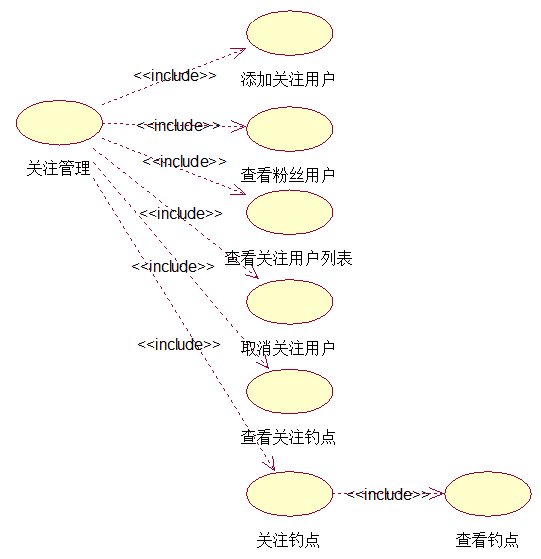 <<include>>
添加关注用户
<<include>>
关注管理
查看粉丝用户
<<include>>
<<include>>
查看关注用户列表
<<include>>
取消关注用户
<<include>>
查看关注钓点
<<include>>
关注钓点
查看钓点